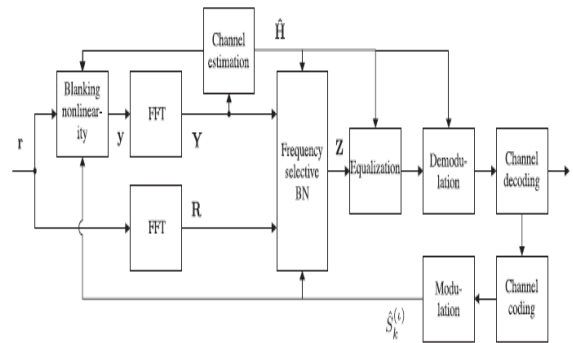 Channel
estimation
Ĥ
Blanking
nonlinear-
ity
FFT
r
y
Y
Frequency
selective
BN
Z
Equalization
Demodu-
lation
Channel
decoding
FFT
R
Modu-
lation
Channel
coding
Ŝ_k^{(ι)}